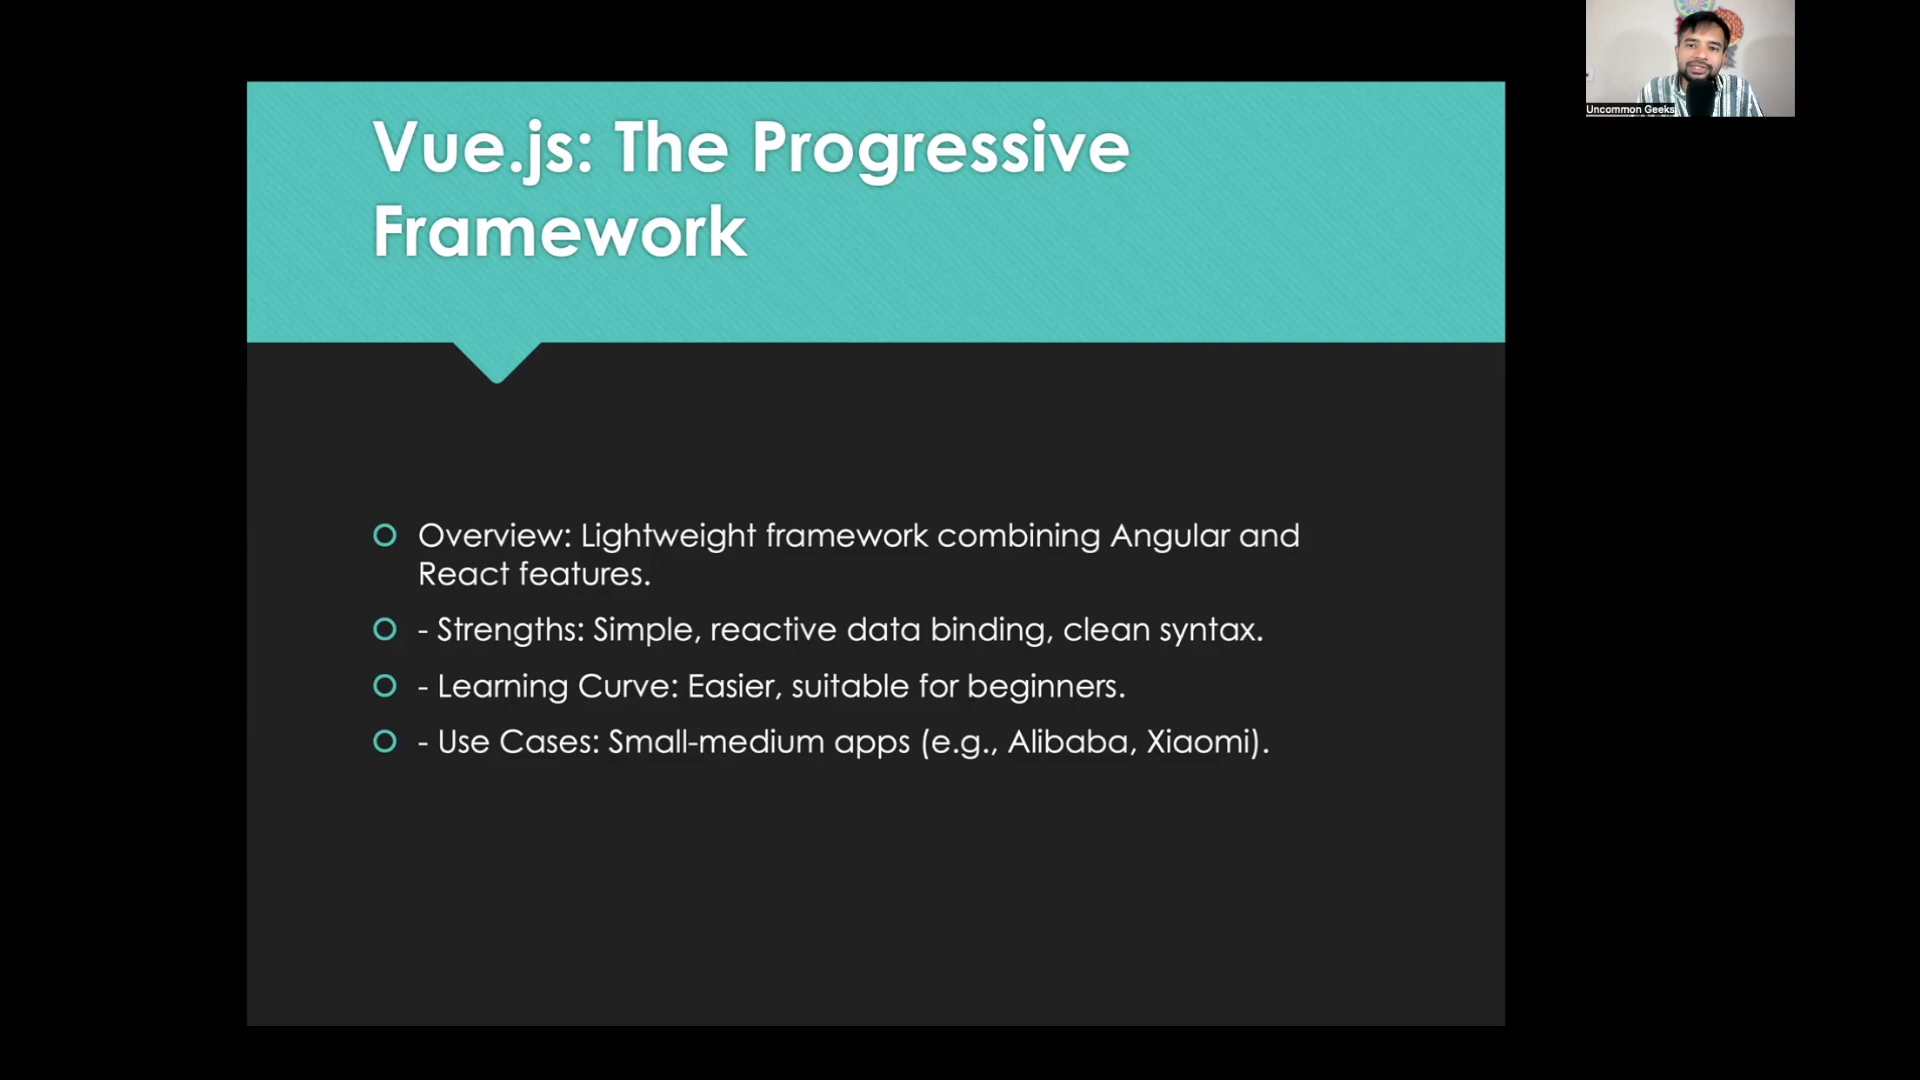 Vue.js: The Progressive
Framework
Overview: Lightweight framework combining Angular and
React features.
- Strengths: Simple, reactive data binding, clean syntax.
- Learning Curve: Easier, suitable for beginners.
- Use Cases: Small-medium apps (e.g., Alibaba, Xiaomi).
Uncommon Geeks